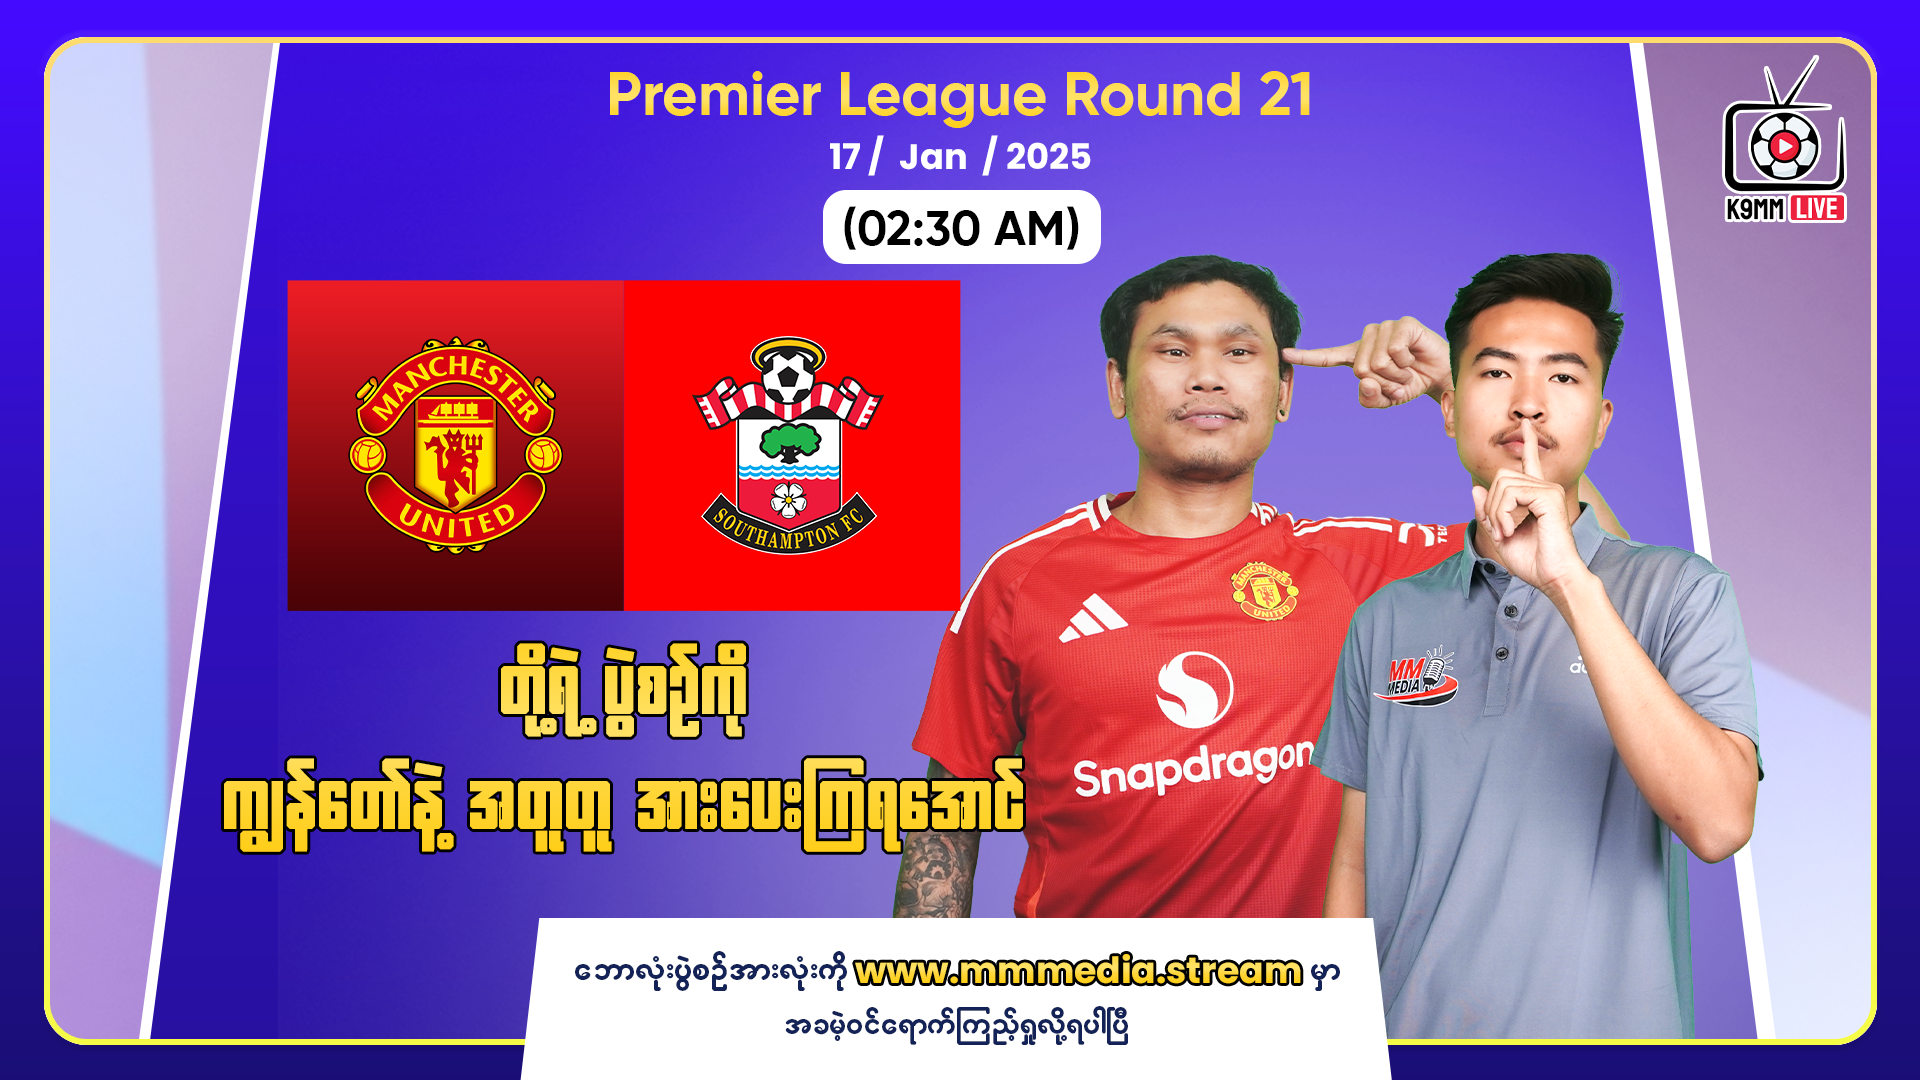 Premier League Round 21
17 / Jan / 2025
(02:30 AM)
K9MM LIVE
MANCHESTER
UNITED
SOUTHAMPTON FC
တို့ရဲ့ ပွဲစဉ်ကို
ကျွန်တော်နဲ့ အတူတူ အားပေးကြရအောင်
MANCHESTER
UNITED
Snapdragon
MM
MEDIA
ဘောလုံးပွဲစဉ်အားလုံးကို www.mmmedia.stream မှာ
အခမဲ့ဝင်ရောက်ကြည့်ရှုလို့ရပါပြီ